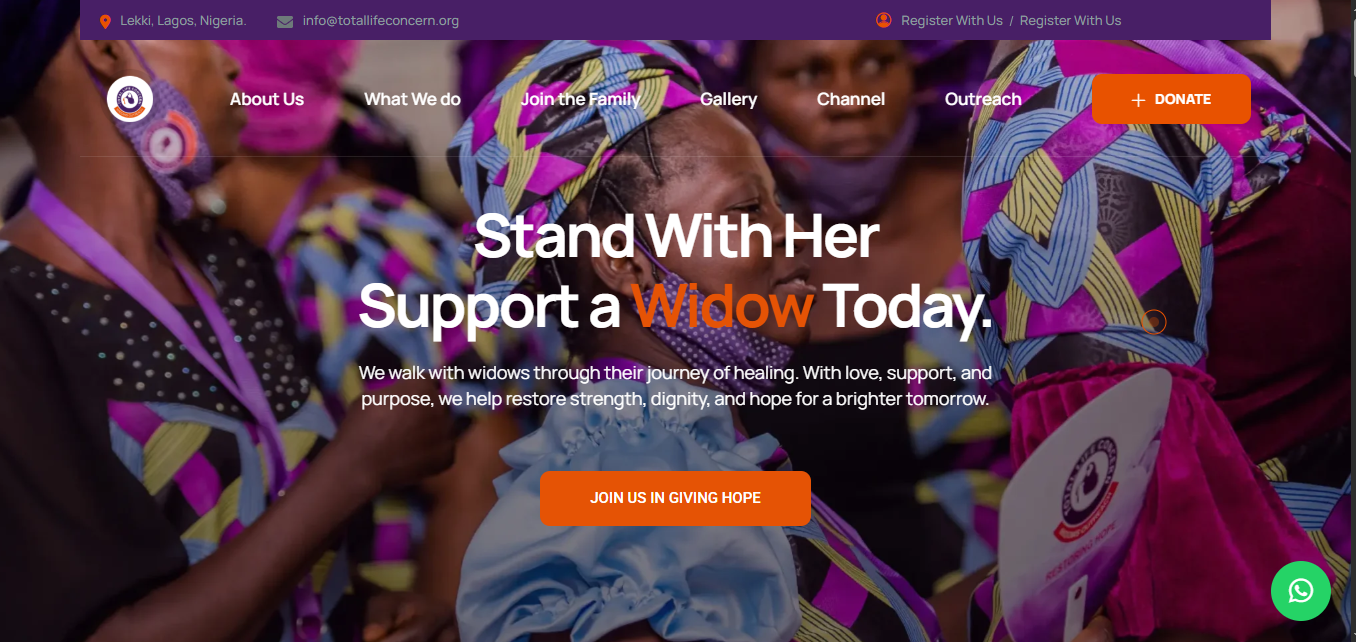 Lekki, Lagos, Nigeria.
info@totallifeconcern.org
Register With Us / Register With Us
About Us
What We do
Join the Family
Gallery
Channel
Outreach
DONATE
Stand With Her
Support a Widow Today.
We walk with widows through their journey of healing. With love, support, and
purpose, we help restore strength, dignity, and hope for a brighter tomorrow.
JOIN US IN GIVING HOPE
TOTAL LIFE CONCERN
RESTORING HOPE